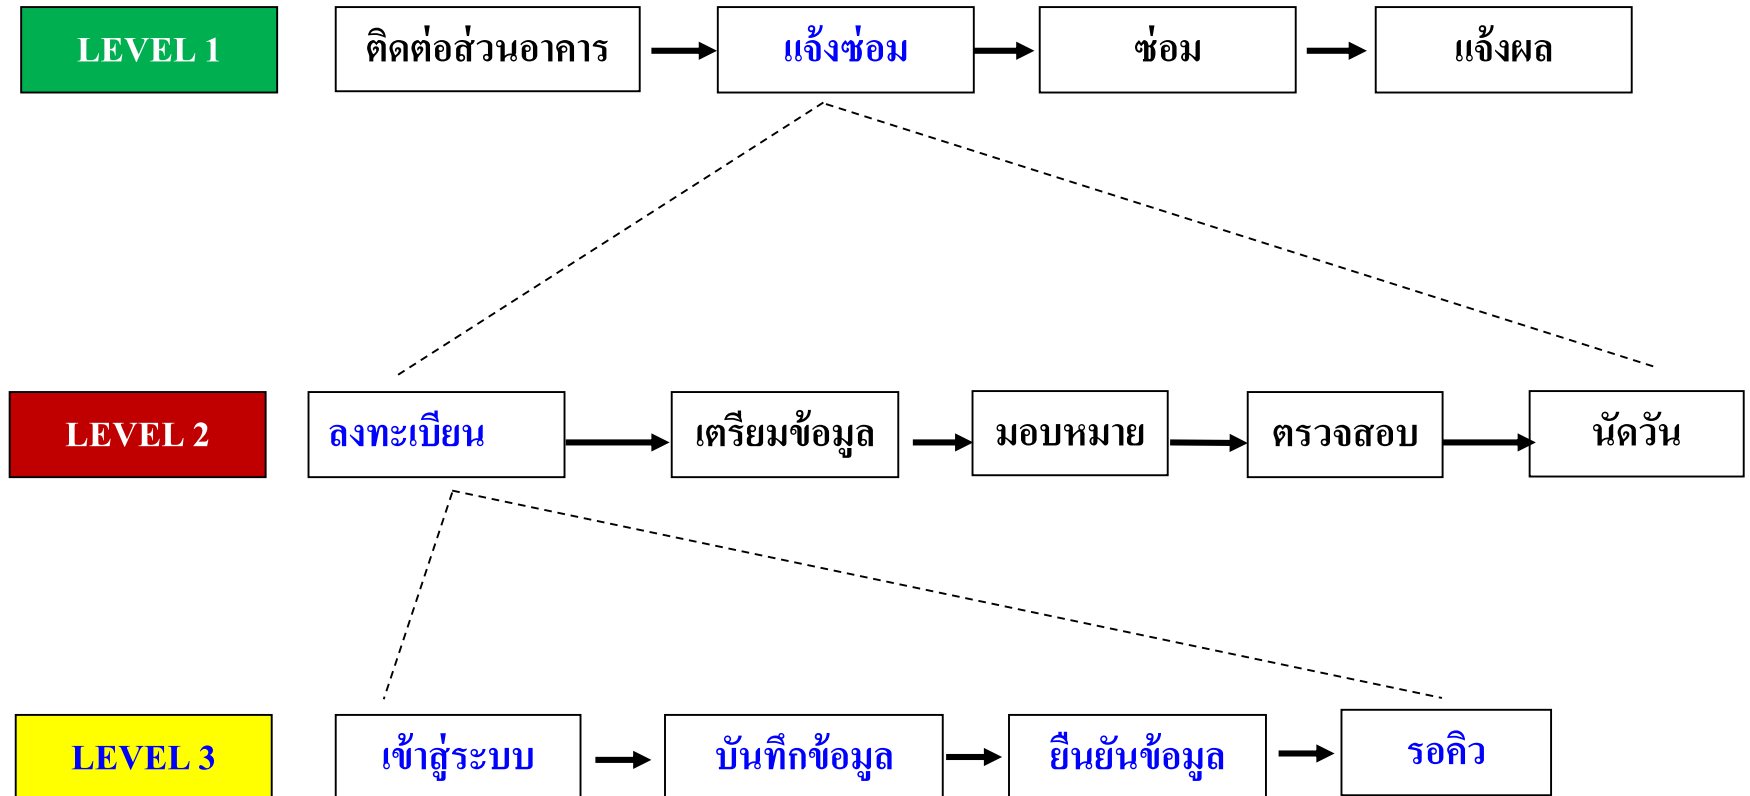 LEVEL 1
ติดต่อส่วนอาคาร
แจ้งซ่อม
ซ่อม
แจ้งผล
LEVEL 2
ลงทะเบียน
เตรียมข้อมูล
มอบหมาย
ตรวจสอบ
นัดวัน
LEVEL 3
เข้าสู่ระบบ
บันทึกข้อมูล
ยืนยันข้อมูล
รอคิว